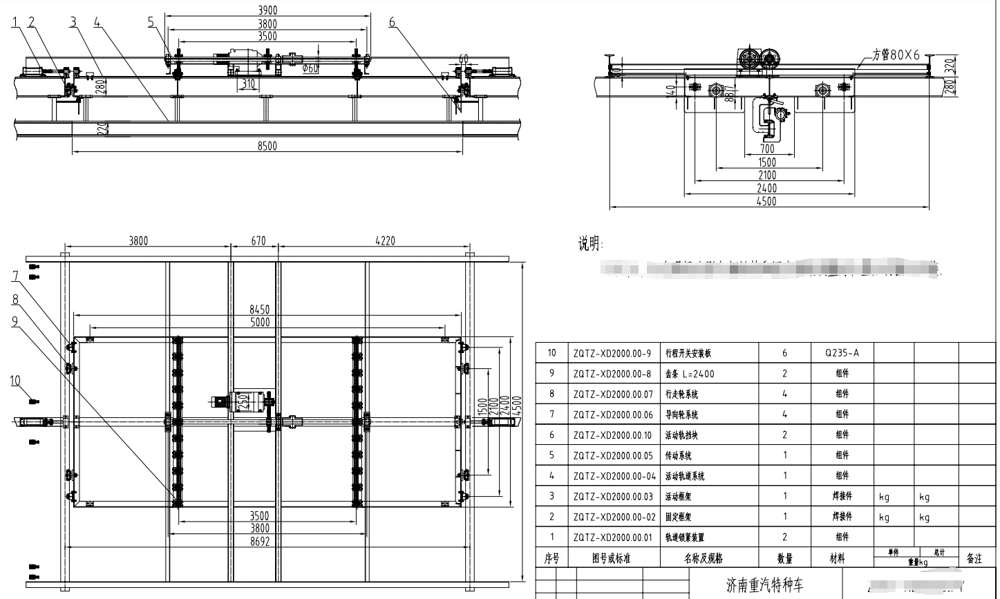 3900
3800
3500
1 2 3 4 5 6
60
Φ60
280
310
220
8500
方管80X6
320
280
140
887
700
1500
2100
2400
4500
3800 670 4220
说明:
7
8
9
10
8450
5000
250
1500
2100
2400
4500
3500
3800
8692
10 ZQTZ-XD2000.00-9 行程开关安装板 6 Q235-A
9 ZQTZ-XD2000.00-8 齿条 L=2400 2 组件
8 ZQTZ-XD2000.00.07 行走轮系统 4 组件
7 ZQTZ-XD2000.00.06 导向轮系统 4 组件
6 ZQTZ-XD2000.00.10 活动轨挡块 2 组件
5 ZQTZ-XD2000.00.05 传动系统 1 组件
4 ZQTZ-XD2000.00-04 活动轨道系统 1 组件
3 ZQTZ-XD2000.00.03 活动框架 1 焊接件 kg kg
2 ZQTZ-XD2000.00-02 固定框架 1 焊接件 kg kg
1 ZQTZ-XD2000.00.01 轨道锁紧装置 2 组件
序号 图号或标准 名称及规格 数量 材料 单件 总计 备注
重量kg
济南重汽特种车